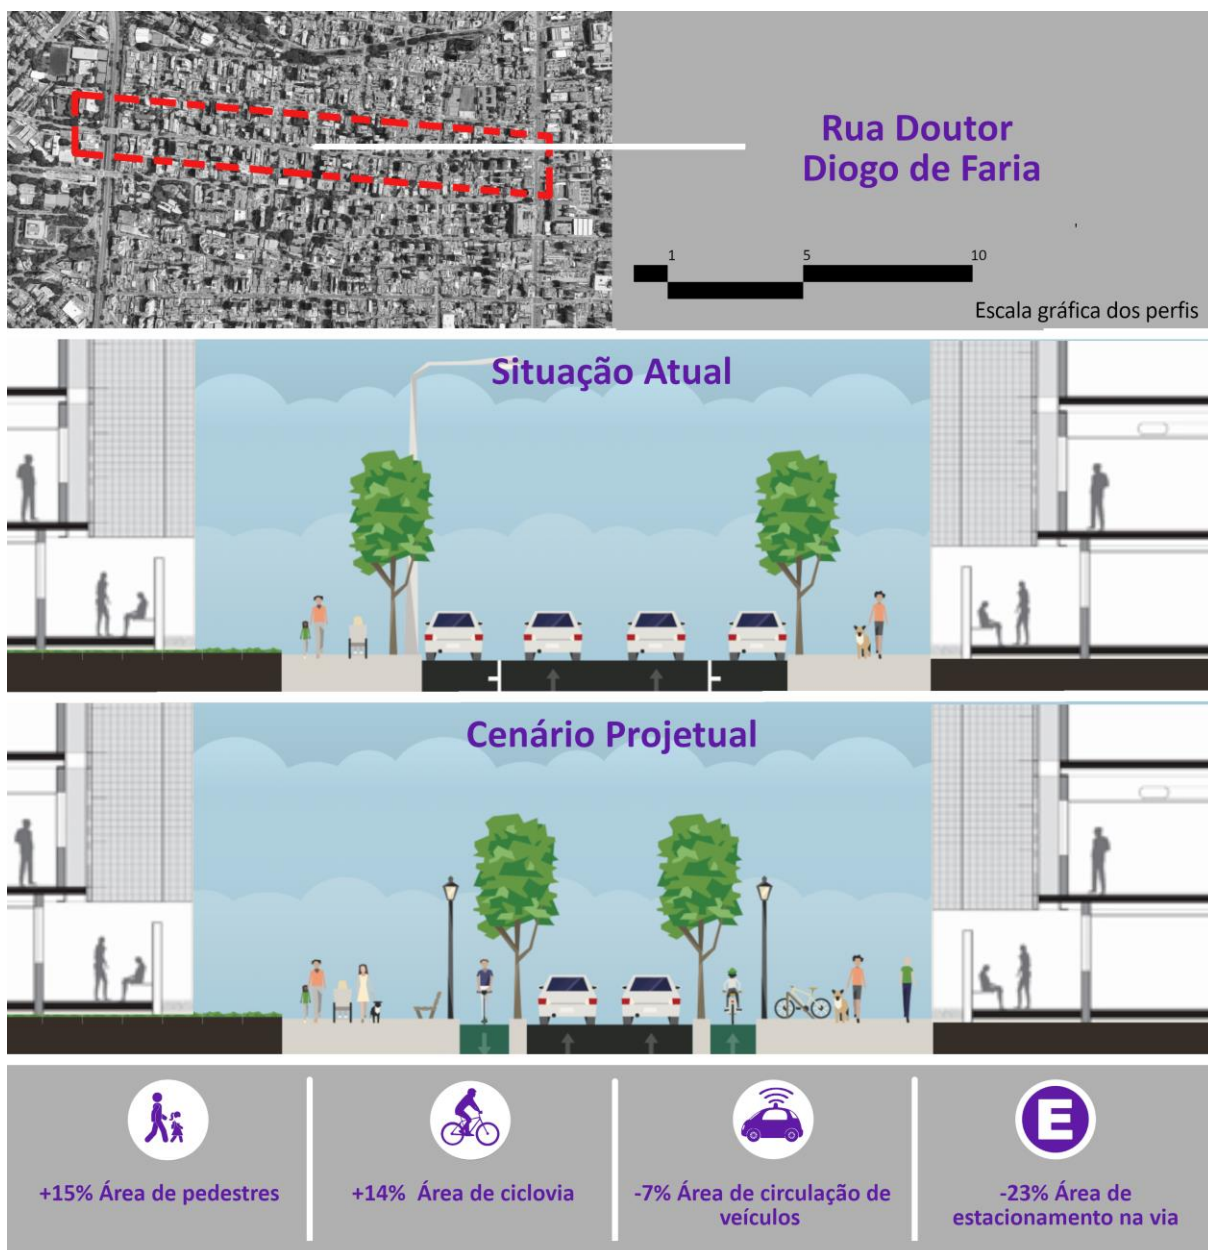 Rua Doutor
Diogo de Faria
1 5 10
Escala gráfica dos perfis
Situação Atual
Cenário Projetual
E
+15% Área de pedestres
+14% Área de ciclovia
-7% Área de circulação de
veículos
-23% Área de
estacionamento na via